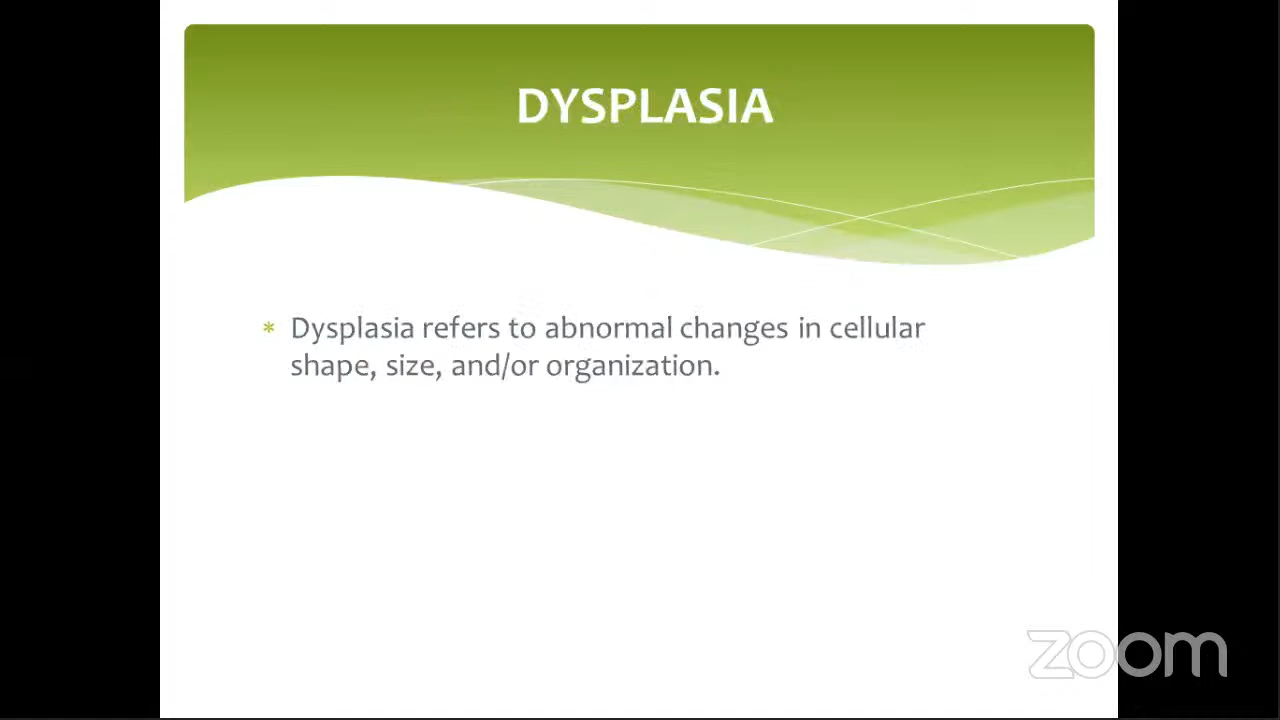 DYSPLASIA
* Dysplasia refers to abnormal changes in cellular
shape, size, and/or organization.
zoom